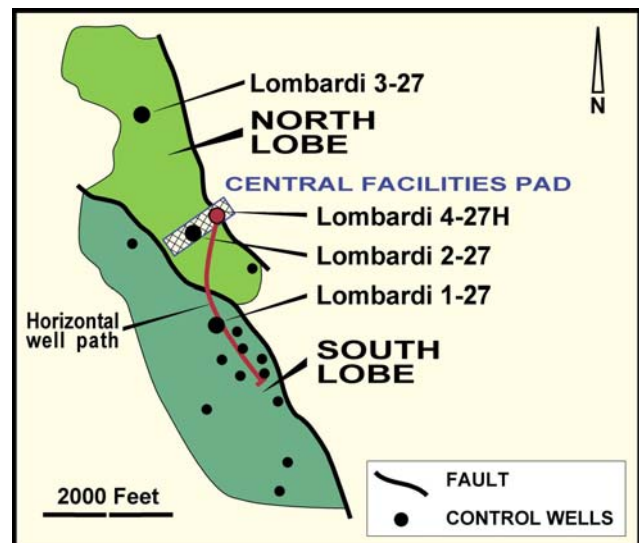 Lombardi 3-27
NORTH
LOBE
N
CENTRAL FACILITIES PAD
Lombardi 4-27H
Lombardi 2-27
Lombardi 1-27
Horizontal
well path
SOUTH
LOBE
2000 Feet
FAULT
CONTROL WELLS